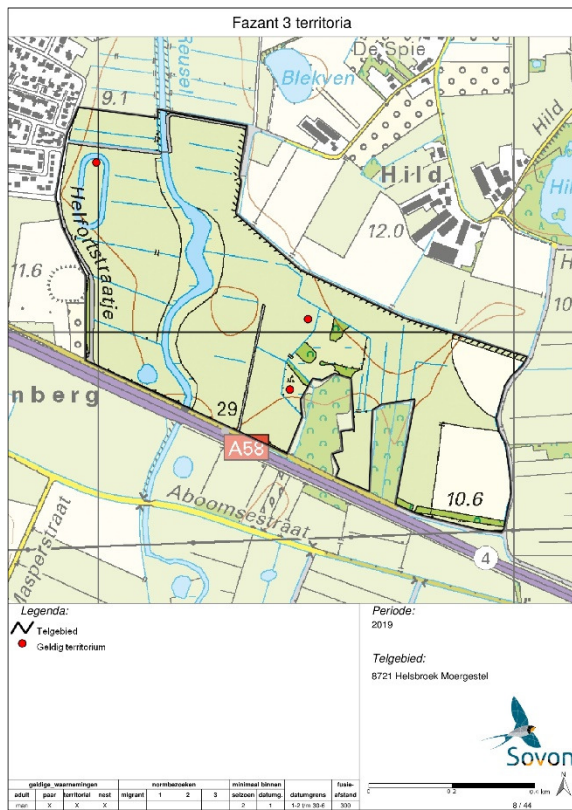 Fazant 3 territoria
De Spie
Reusel
Blekven
9.1
Hild
Hild
12.0
Helfortstraatje
11.6
nberg
29
A58
10.6
Aboomsestraat
Masperstraat
4
Legenda:
Telgebied
Geldig territorium
Periode:
2019
Telgebied:
8721 Helsbroek Moergestel
Sovon
geldige_waarnemingen normbezoeken minimaal binnen fusie-
adult paar territorial nest migrant 1 2 3 seizoen datumg. datumgrens afstand
man X X X 2 1 1-2 t/m 30-6 300
0 0.2 0.4 km
8 / 44